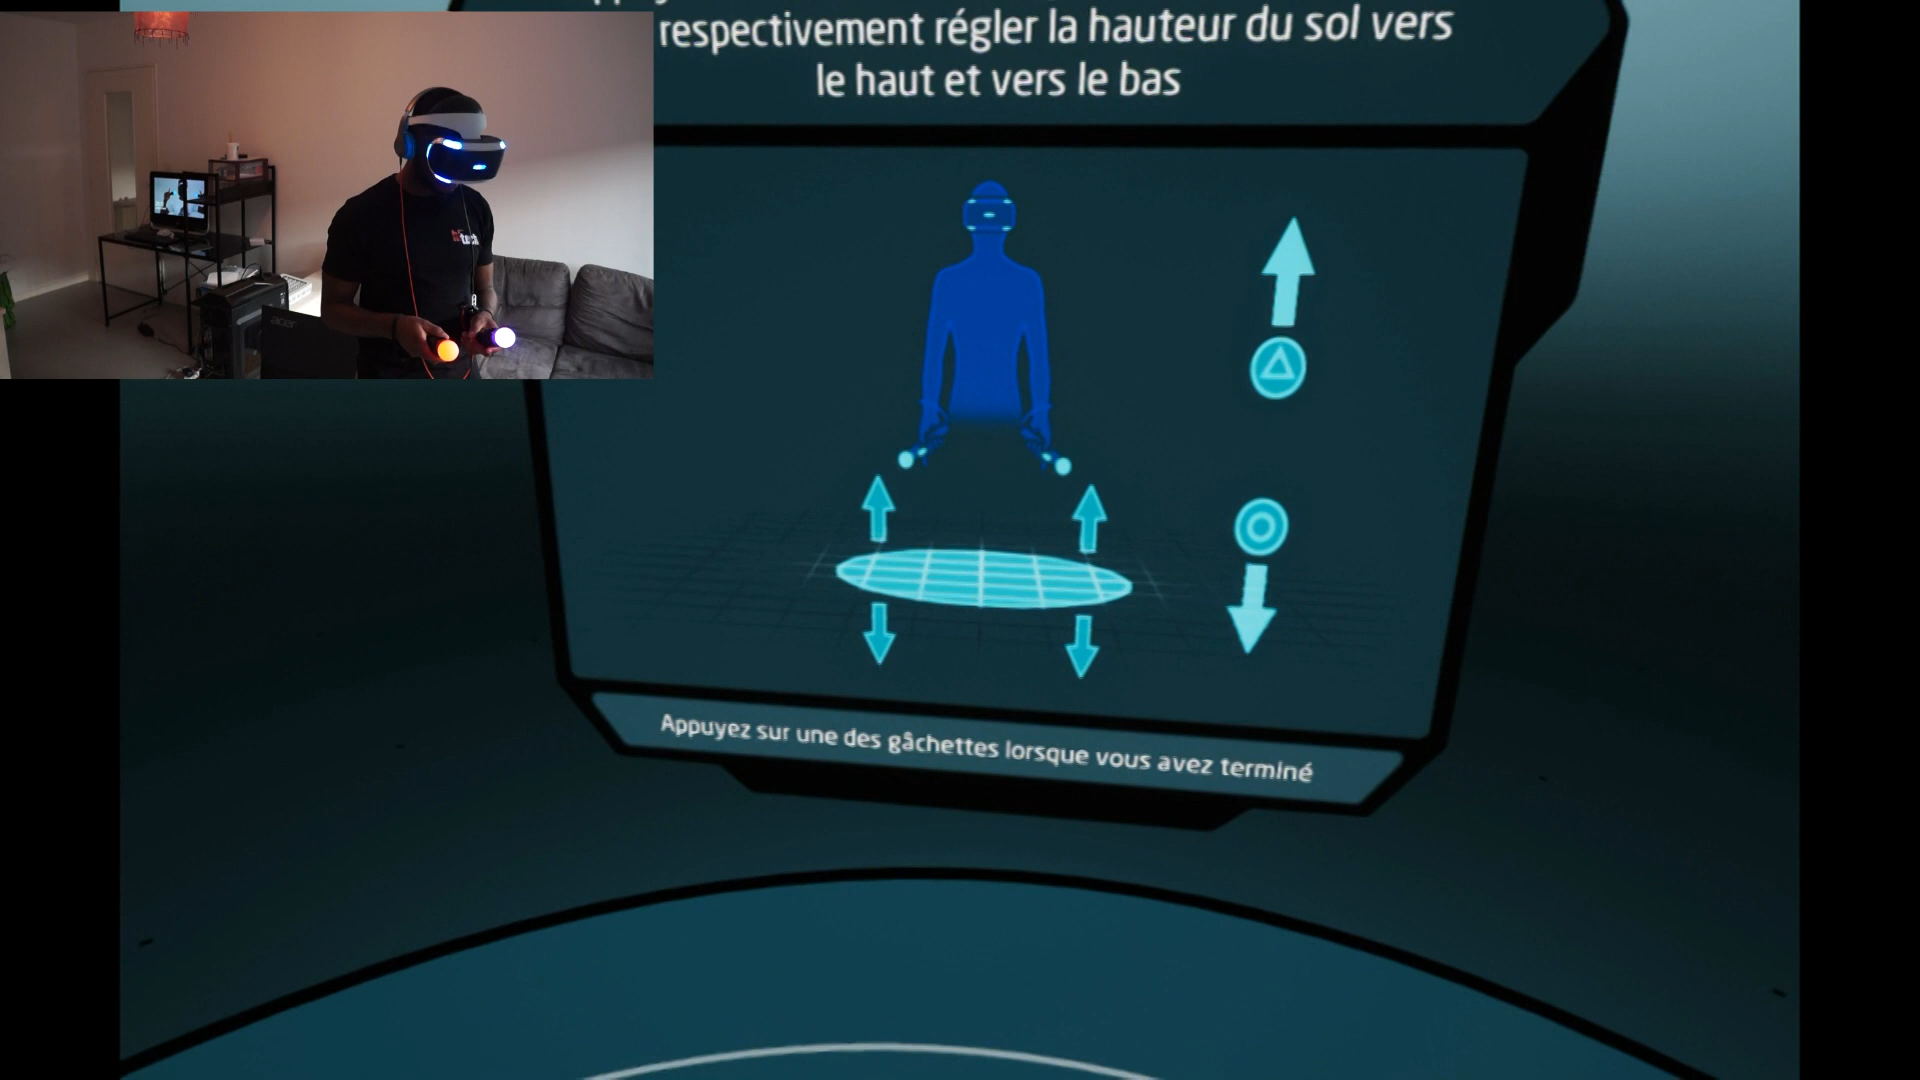 respectivement régler la hauteur du sol vers
le haut et vers le bas
Appuyez sur une des gâchettes lorsque vous avez terminé
acer